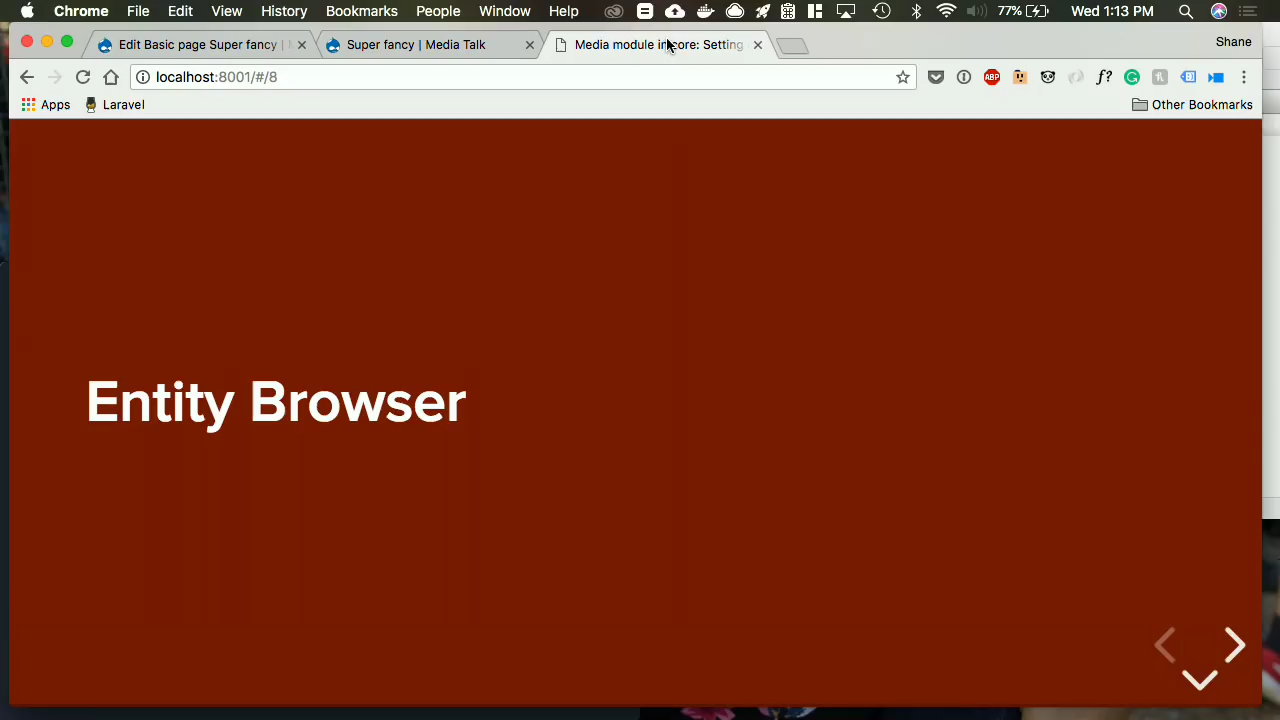 Chrome File Edit View History Bookmarks People Window Help 77% Wed 1:13 PM
Edit Basic page Super fancy | M
Super fancy | Media Talk
Media module in core: Setting
Shane
localhost:8001/#/8
ABP
f?
Apps
Laravel
Other Bookmarks
Entity Browser